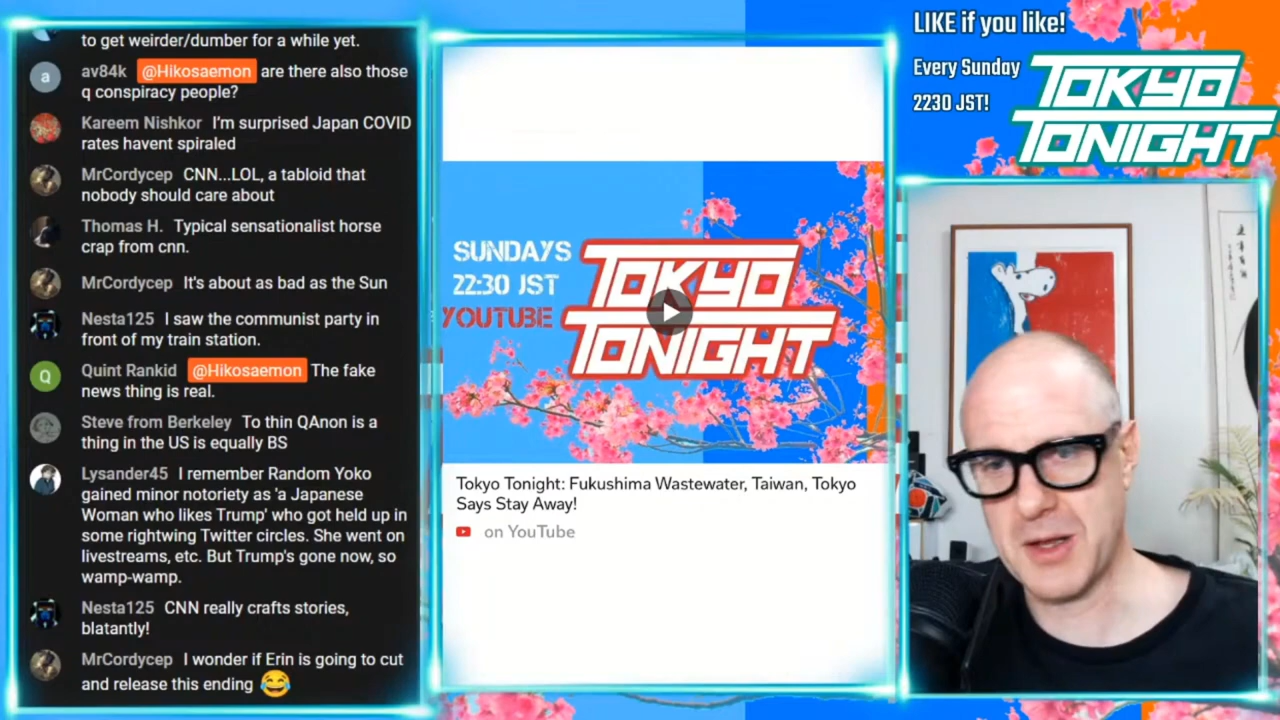 to get weirder/dumber for a while yet.
a
av84k @Hikosaemon are there also those
q conspiracy people?
Kareem Nishkor I'm surprised Japan COVID
rates havent spiraled
MrCordycep CNN...LOL, a tabloid that
nobody should care about
Thomas H. Typical sensationalist horse
crap from cnn.
MrCordycep It's about as bad as the Sun
Nesta125 I saw the communist party in
front of my train station.
Q
Quint Rankid @Hikosaemon The fake
news thing is real.
Steve from Berkeley To thin QAnon is a
thing in the US is equally BS
Lysander45 I remember Random Yoko
gained minor notoriety as 'a Japanese
Woman who likes Trump' who got held up in
some rightwing Twitter circles. She went on
livestreams, etc. But Trump's gone now, so
wamp-wamp.
Nesta125 CNN really crafts stories,
blatantly!
MrCordycep I wonder if Erin is going to cut
and release this ending 😂
SUNDAYS
22:30 JST
YOUTUBE
TOKYO
TONIGHT
Tokyo Tonight: Fukushima Wastewater, Taiwan, Tokyo
Says Stay Away!
on YouTube
LIKE if you like!
Every Sunday
2230 JST!
TOKYO
TONIGHT